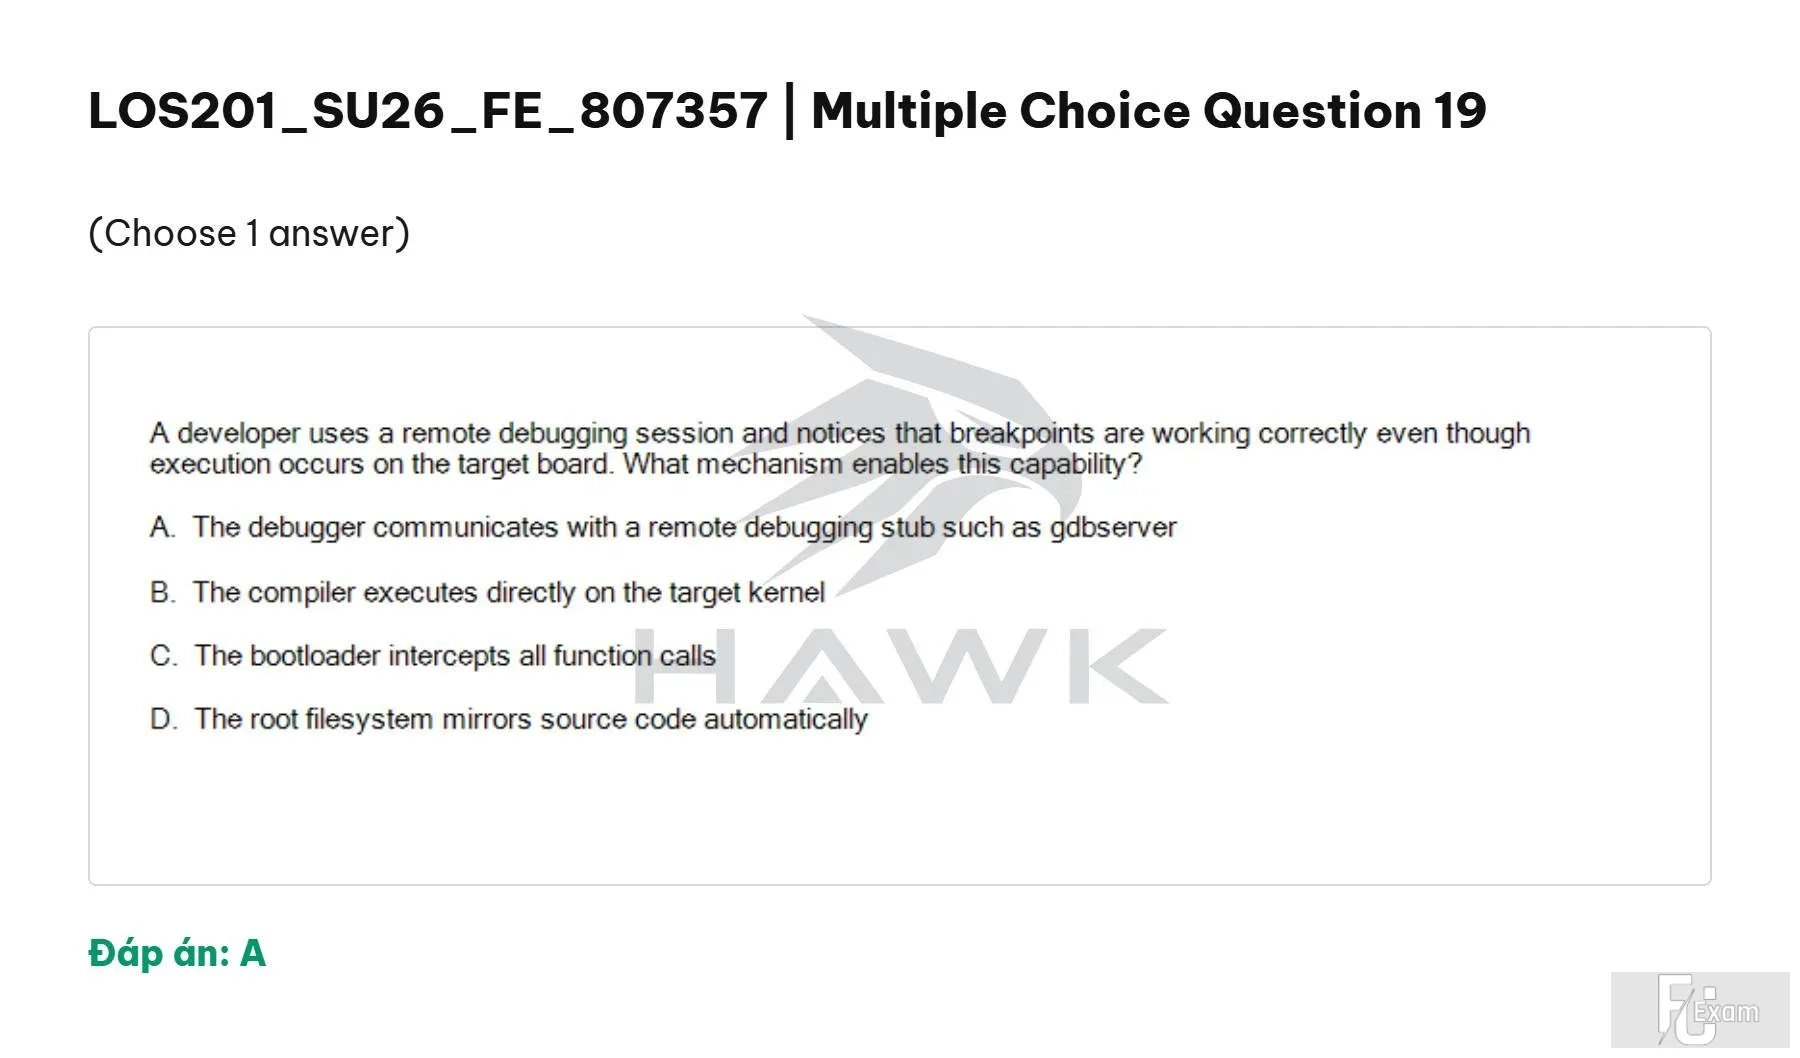 LOS201_SU26_FE_807357 | Multiple Choice Question 19
(Choose 1 answer)
A developer uses a remote debugging session and notices that breakpoints are working correctly even though
execution occurs on the target board. What mechanism enables this capability?
A. The debugger communicates with a remote debugging stub such as gdbserver
B. The compiler executes directly on the target kernel
C. The bootloader intercepts all function calls
D. The root filesystem mirrors source code automatically
HAWK
Đáp án: A
FU Exam